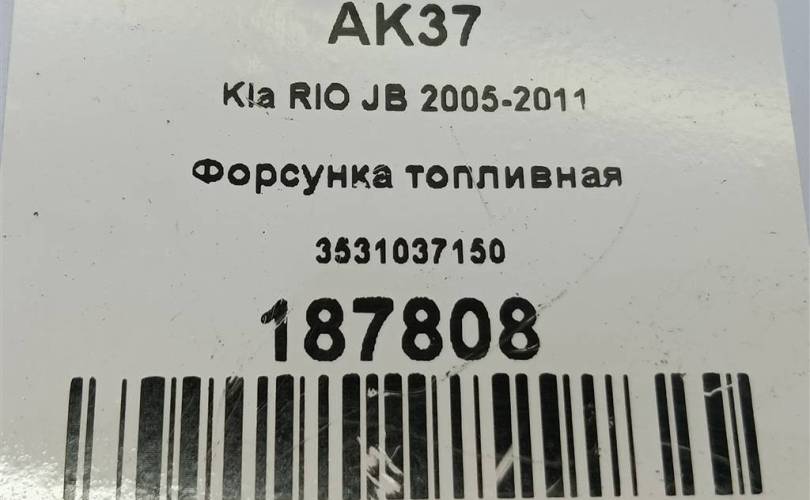 AK37
Kia RIO JB 2005-2011
Форсунка топливная
3531037150
187808